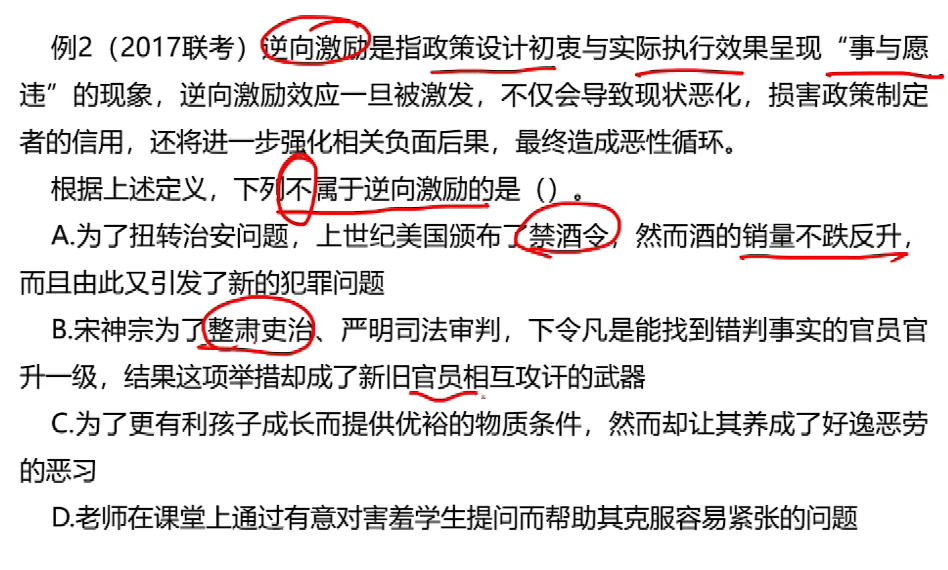 例2（2017联考）逆向激励是指政策设计初衷与实际执行效果呈现“事与愿
违”的现象，逆向激励效应一旦被激发，不仅会导致现状恶化，损害政策制定
者的信用，还将进一步强化相关负面后果，最终造成恶性循环。
根据上述定义，下列不属于逆向激励的是（）。
A.为了扭转治安问题，上世纪美国颁布了禁酒令，然而酒的销量不跌反升，
而且由此又引发了新的犯罪问题
B.宋神宗为了整肃吏治、严明司法审判，下令凡是能找到错判事实的官员官
升一级，结果这项举措却成了新旧官员相互攻讦的武器
C.为了更有利孩子成长而提供优裕的物质条件，然而却让其养成了好逸恶劳
的恶习
D.老师在课堂上通过有意对害羞学生提问而帮助其克服容易紧张的问题